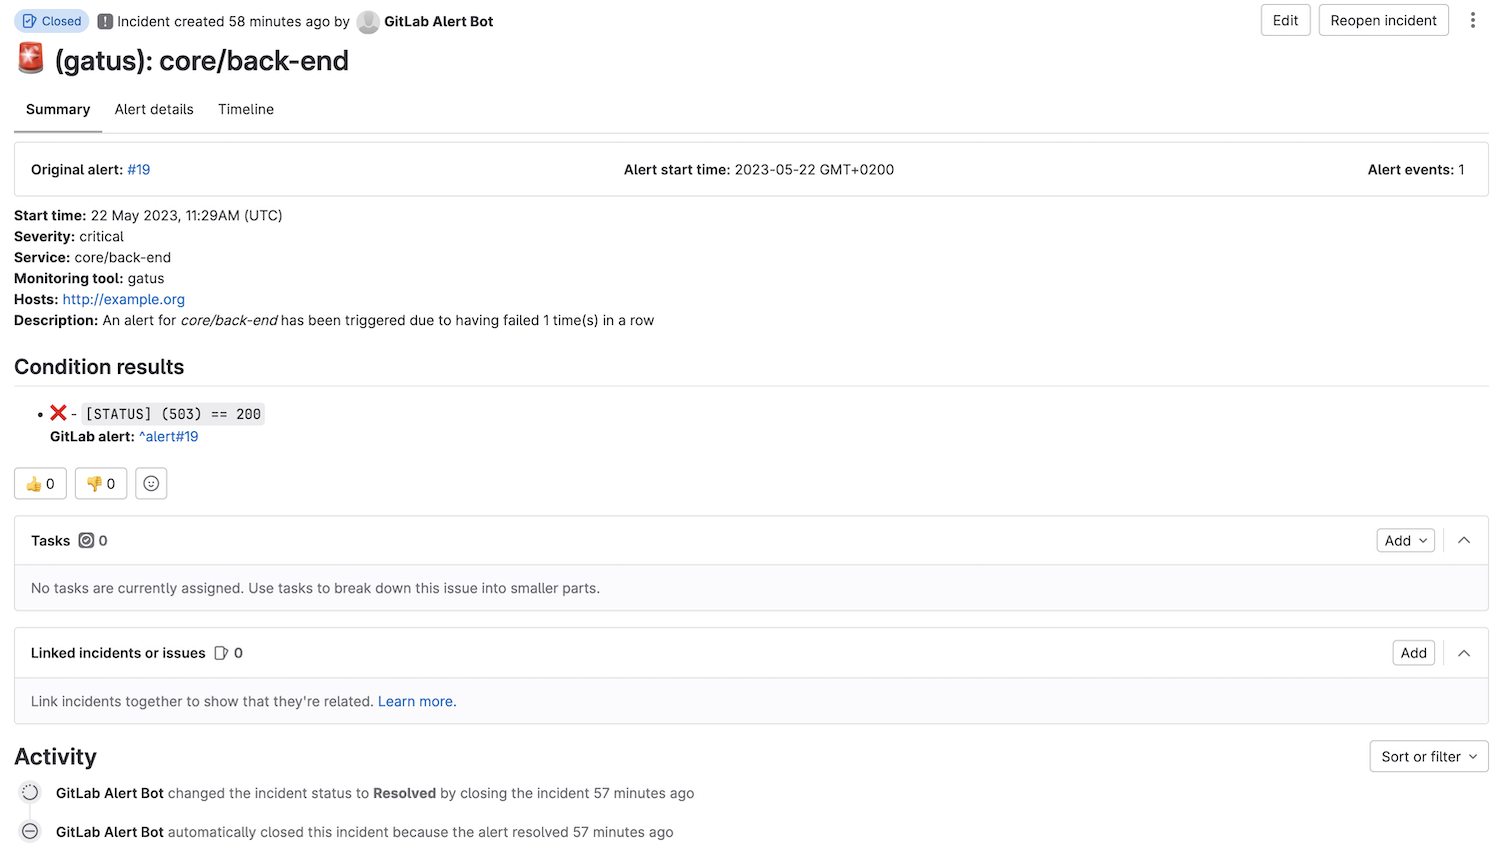 Closed Incident created 58 minutes ago by GitLab Alert Bot Edit Reopen incident
🚨 (gatus): core/back-end
Summary Alert details Timeline
Original alert: #19 Alert start time: 2023-05-22 GMT+0200 Alert events: 1
Start time: 22 May 2023, 11:29AM (UTC)
Severity: critical
Service: core/back-end
Monitoring tool: gatus
Hosts: http://example.org
Description: An alert for core/back-end has been triggered due to having failed 1 time(s) in a row
Condition results
• ❌ - [STATUS] (503) == 200
GitLab alert: ^alert#19
👍 0 👎 0
Tasks 0 Add
No tasks are currently assigned. Use tasks to break down this issue into smaller parts.
Linked incidents or issues 0 Add
Link incidents together to show that they're related. Learn more.
Activity Sort or filter
GitLab Alert Bot changed the incident status to Resolved by closing the incident 57 minutes ago
GitLab Alert Bot automatically closed this incident because the alert resolved 57 minutes ago